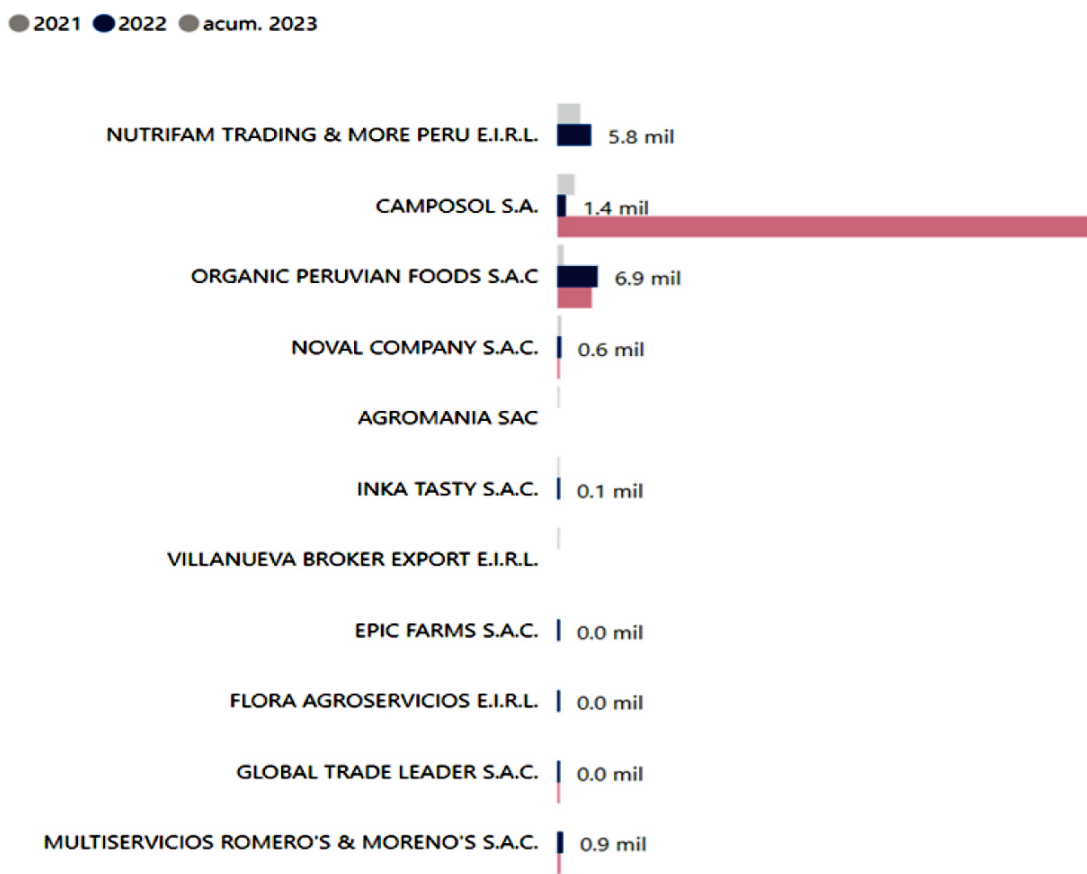 2021 2022 acum. 2023
NUTRIFAM TRADING & MORE PERU E.I.R.L. 5.8 mil
CAMPOSOL S.A. 1.4 mil
ORGANIC PERUVIAN FOODS S.A.C 6.9 mil
NOVAL COMPANY S.A.C. 0.6 mil
AGROMANIA SAC
INKA TASTY S.A.C. 0.1 mil
VILLANUEVA BROKER EXPORT E.I.R.L.
EPIC FARMS S.A.C. 0.0 mil
FLORA AGROSERVICIOS E.I.R.L. 0.0 mil
GLOBAL TRADE LEADER S.A.C. 0.0 mil
MULTISERVICIOS ROMERO'S & MORENO'S S.A.C. 0.9 mil